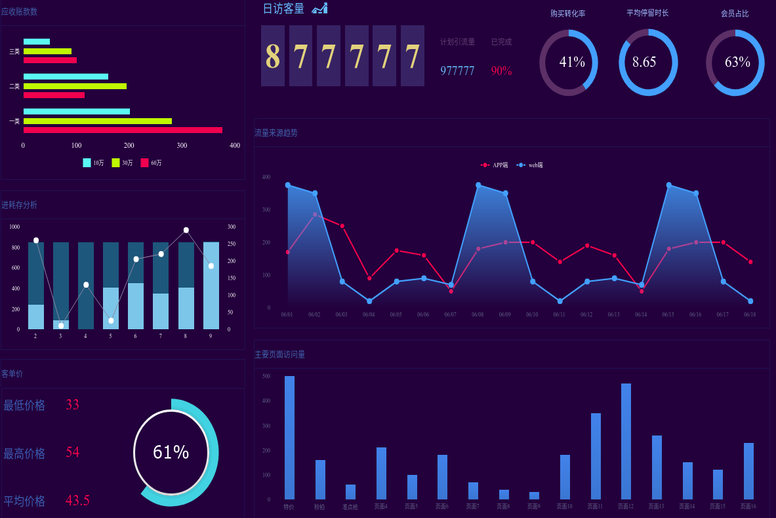 应收账款数
三类
二类
一类
0 100 200 300 400
10万 30万 60万
进耗存分析
1000 800 600 400 200 0
300 250 200 150 100 50 0
2 3 4 5 6 7 8 9
客单价
最低价格 33
最高价格 54
平均价格 43.5
61%
日访客量
8 7 7 7 7 7
计划引流量 已完成
977777 90%
购买转化率 平均停留时长 会员占比
41% 8.65 63%
流量来源趋势
APP端 web端
400
300
200
100
0
06/01 06/02 06/03 06/04 06/05 06/06 06/07 06/08 06/09 06/10 06/11 06/12 06/13 06/14 06/15 06/16 06/17 06/18
主要页面访问量
500
400
300
200
100
0
特价 秒拍 页面4 页面5 页面6 页面7 页面8 页面9 页面10 页面11 页面12 页面13 页面14 页面15 页面16